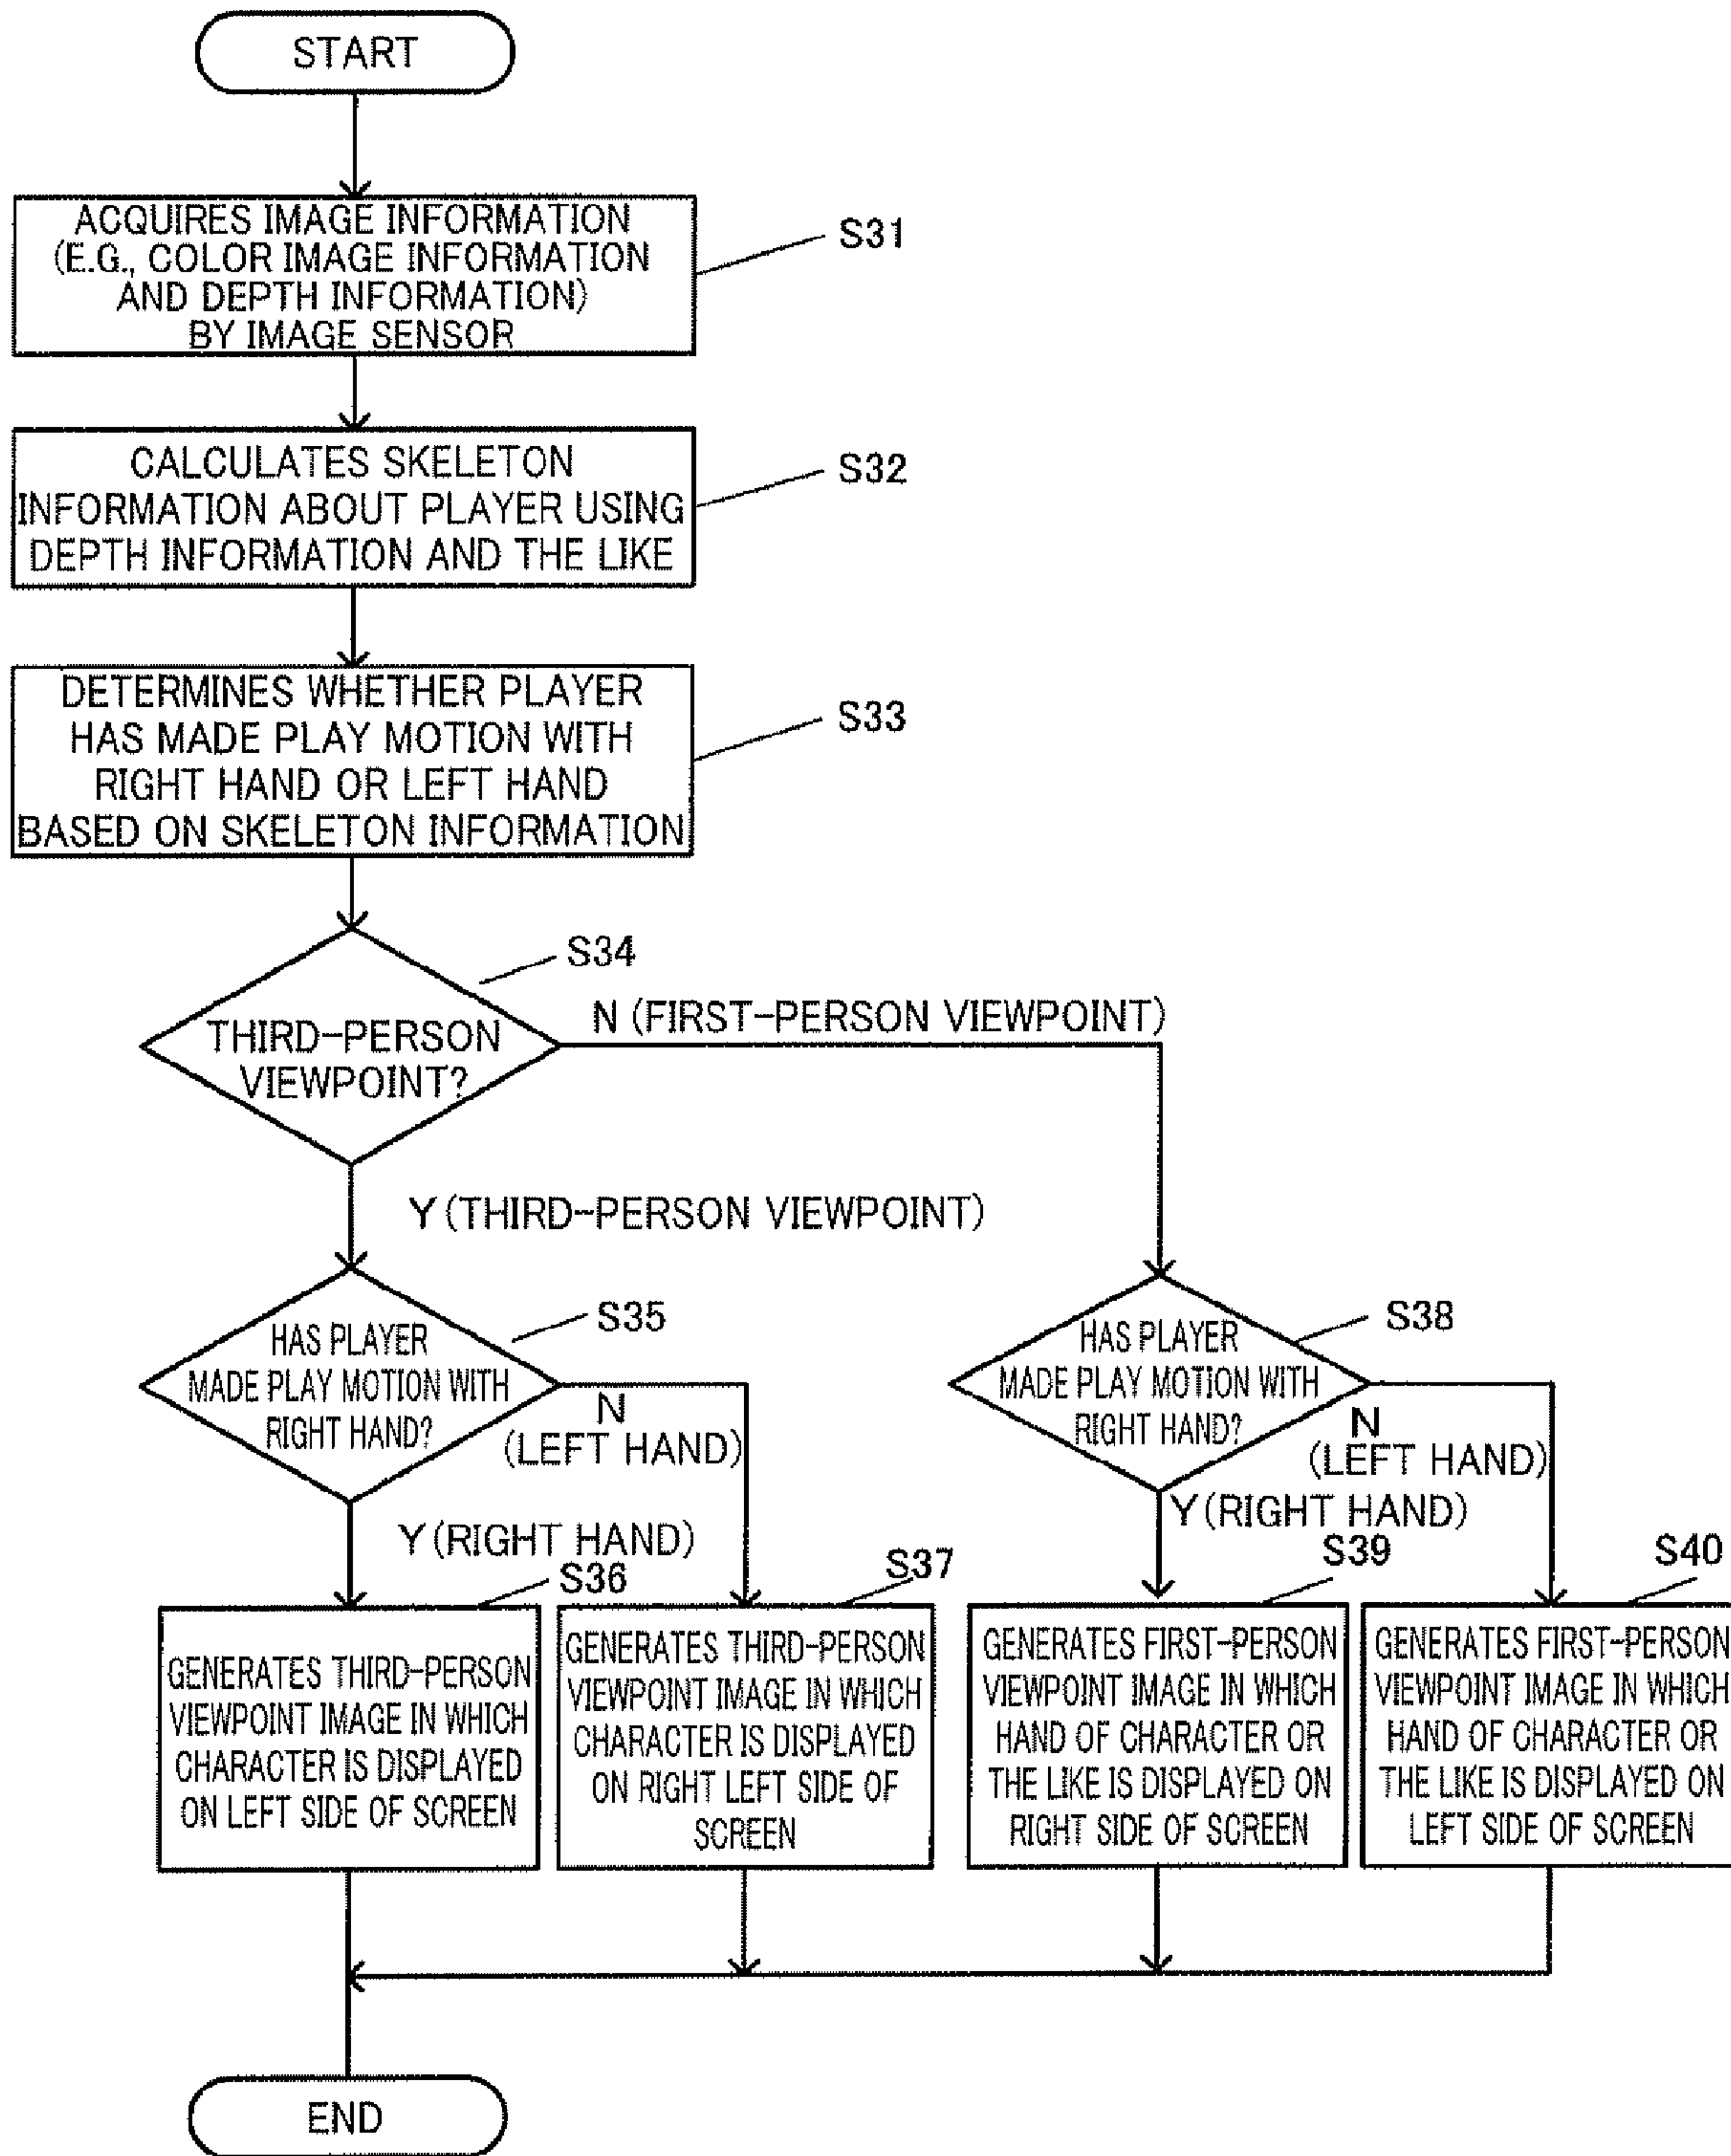 START
ACQUIRES IMAGE INFORMATION
(E.G., COLOR IMAGE INFORMATION
AND DEPTH INFORMATION)
BY IMAGE SENSOR
S31
CALCULATES SKELETON
INFORMATION ABOUT PLAYER USING
DEPTH INFORMATION AND THE LIKE
S32
DETERMINES WHETHER PLAYER
HAS MADE PLAY MOTION WITH
RIGHT HAND OR LEFT HAND
BASED ON SKELETON INFORMATION
S33
S34
THIRD-PERSON
VIEWPOINT?
N (FIRST-PERSON VIEWPOINT)
Y (THIRD-PERSON VIEWPOINT)
S35
HAS PLAYER
MADE PLAY MOTION WITH
RIGHT HAND?
N
(LEFT HAND)
Y (RIGHT HAND)
S38
HAS PLAYER
MADE PLAY MOTION WITH
RIGHT HAND?
N
(LEFT HAND)
Y (RIGHT HAND)
S36
GENERATES THIRD-PERSON
VIEWPOINT IMAGE IN WHICH
CHARACTER IS DISPLAYED
ON LEFT SIDE OF SCREEN
S37
GENERATES THIRD-PERSON
VIEWPOINT IMAGE IN WHICH
CHARACTER IS DISPLAYED
ON RIGHT LEFT SIDE OF
SCREEN
S39
GENERATES FIRST-PERSON
VIEWPOINT IMAGE IN WHICH
HAND OF CHARACTER OR
THE LIKE IS DISPLAYED ON
RIGHT SIDE OF SCREEN
S40
GENERATES FIRST-PERSON
VIEWPOINT IMAGE IN WHICH
HAND OF CHARACTER OR
THE LIKE IS DISPLAYED ON
LEFT SIDE OF SCREEN
END